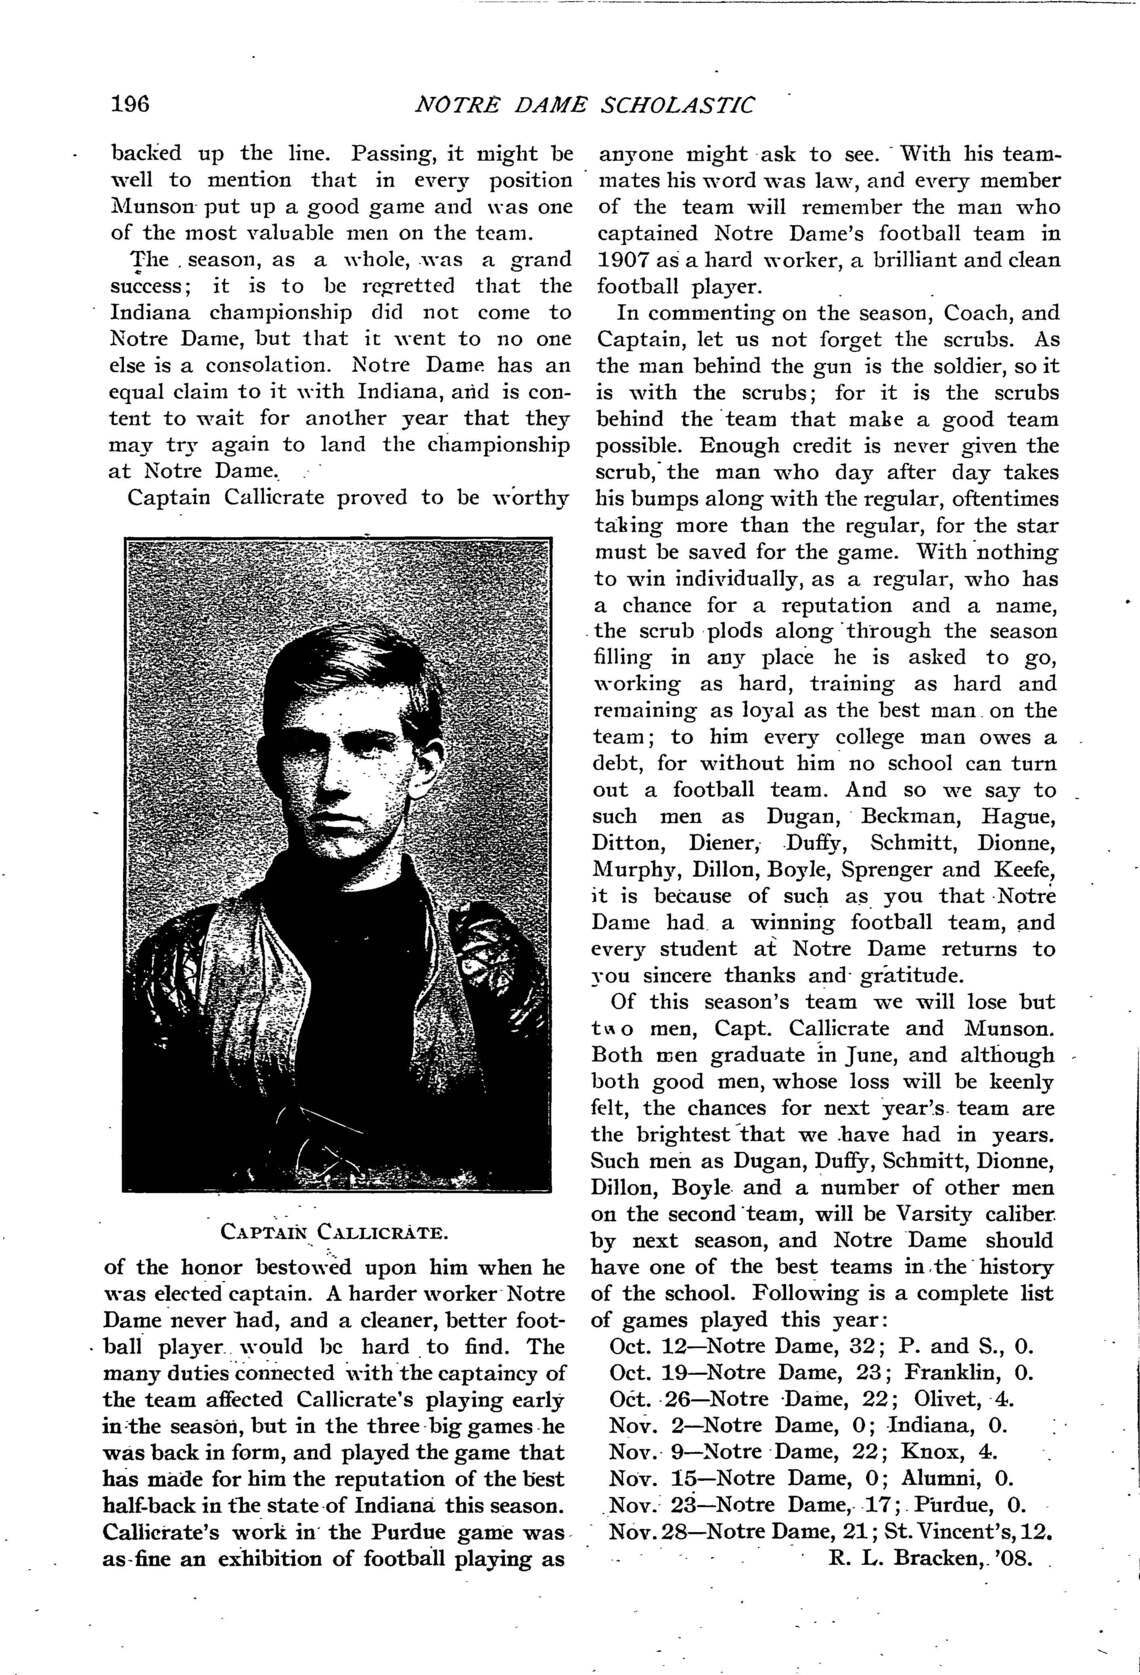 196
NOTRE DAME SCHOLASTIC
backed up the line. Passing, it might be
well to mention that in every position
Munson put up a good game and was one
of the most valuable men on the team.
The season, as a whole, was a grand
success; it is to be regretted that the
Indiana championship did not come to
Notre Dame, but that it went to no one
else is a consolation. Notre Dame has an
equal claim to it with Indiana, and is con-
tent to wait for another year that they
may try again to land the championship
at Notre Dame.
Captain Callicrate proved to be worthy
CAPTAIN CALLICRATE.
of the honor bestowed upon him when he
was elected captain. A harder worker Notre
Dame never had, and a cleaner, better foot-
ball player would be hard to find. The
many duties connected with the captaincy of
the team affected Callicrate's playing early
in the season, but in the three big games he
was back in form, and played the game that
has made for him the reputation of the best
half-back in the state of Indiana this season.
Callicrate's work in the Purdue game was
as fine an exhibition of football playing as
anyone might ask to see. With his team-
mates his word was law, and every member
of the team will remember the man who
captained Notre Dame's football team in
1907 as a hard worker, a brilliant and clean
football player.
In commenting on the season, Coach, and
Captain, let us not forget the scrubs. As
the man behind the gun is the soldier, so it
is with the scrubs; for it is the scrubs
behind the team that make a good team
possible. Enough credit is never given the
scrub, the man who day after day takes
his bumps along with the regular, oftentimes
taking more than the regular, for the star
must be saved for the game. With nothing
to win individually, as a regular, who has
a chance for a reputation and a name,
the scrub plods along through the season
filling in any place he is asked to go,
working as hard, training as hard and
remaining as loyal as the best man on the
team; to him every college man owes a
debt, for without him no school can turn
out a football team. And so we say to
such men as Dugan, Beckman, Hague,
Ditton, Diener, Duffy, Schmitt, Dionne,
Murphy, Dillon, Boyle, Sprenger and Keefe,
it is because of such as you that Notre
Dame had a winning football team, and
every student at Notre Dame returns to
you sincere thanks and gratitude.
Of this season's team we will lose but
two men, Capt. Callicrate and Munson.
Both men graduate in June, and although
both good men, whose loss will be keenly
felt, the chances for next year's team are
the brightest that we have had in years.
Such men as Dugan, Duffy, Schmitt, Dionne,
Dillon, Boyle and a number of other men
on the second team, will be Varsity caliber
by next season, and Notre Dame should
have one of the best teams in the history
of the school. Following is a complete list
of games played this year:
Oct. 12—Notre Dame, 32; P. and S., 0.
Oct. 19—Notre Dame, 23; Franklin, 0.
Oct. 26—Notre Dame, 22; Olivet, 4.
Nov. 2—Notre Dame, 0; Indiana, 0.
Nov. 9—Notre Dame, 22; Knox, 4.
Nov. 15—Notre Dame, 0; Alumni, 0.
Nov. 23—Notre Dame, 17; Purdue, 0.
Nov. 28—Notre Dame, 21; St. Vincent's, 12.
R. L. Bracken, '08.